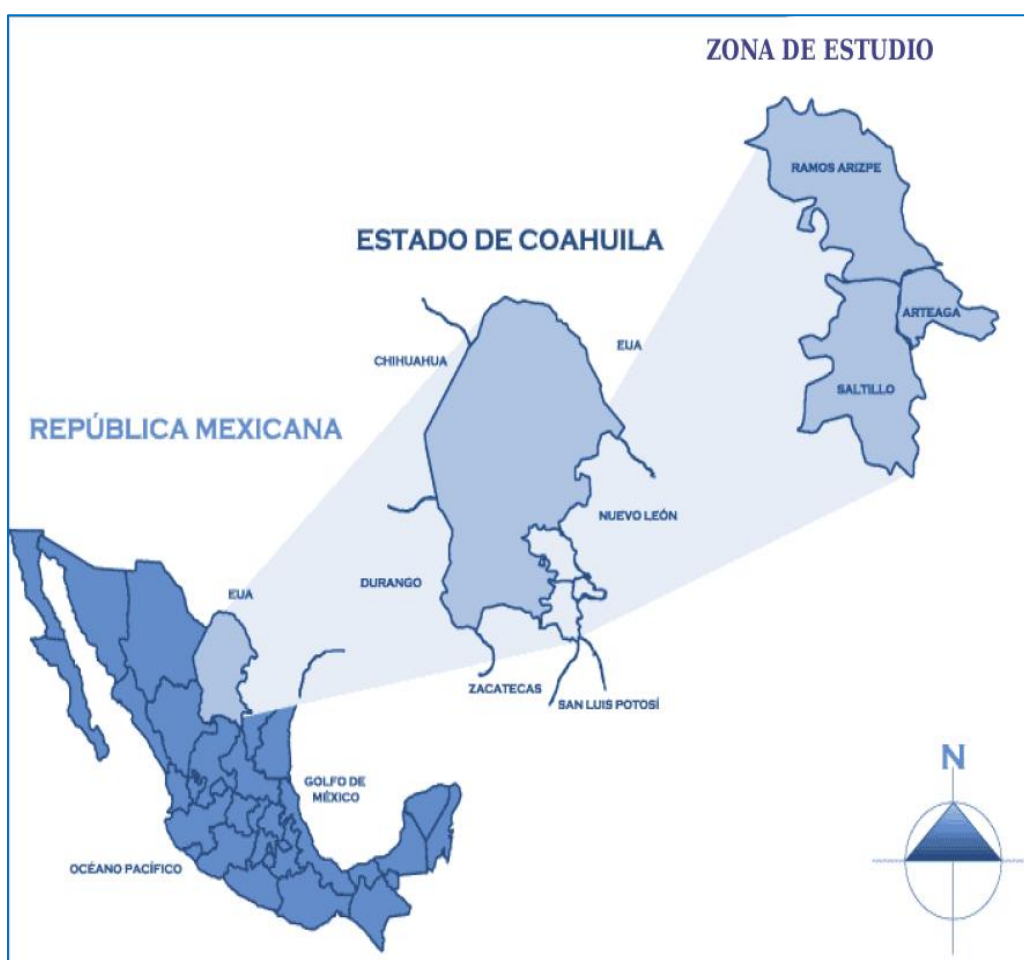 ZONA DE ESTUDIO
RAMOS ARIZPE
ESTADO DE COAHUILA
ARTEAGA
EUA
CHIHUAHUA
SALTILLO
REPÚBLICA MEXICANA
NUEVO LEÓN
DURANGO
EUA
ZACATECAS
SAN LUIS POTOSÍ
N
GOLFO DE
MÉXICO
OCÉANO PACÍFICO